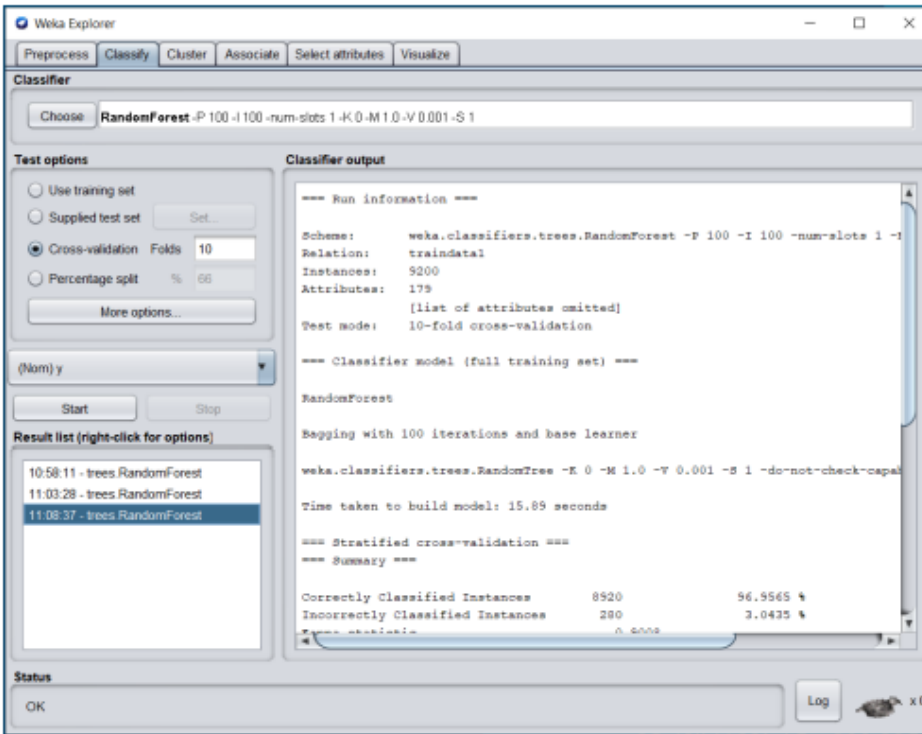 Weka Explorer
Preprocess Classify Cluster Associate Select attributes Visualize
Classifier
Choose RandomForest -P 100 -I 100 -num-slots 1 -K 0 -M 1.0 -V 0.001 -S 1
Test options
Use training set
Supplied test set Set...
Cross-validation Folds 10
Percentage split % 66
More options...
(Nom) y
Start Stop
Result list (right-click for options)
10:58:11 - trees.RandomForest
11:03:28 - trees.RandomForest
11:08:37 - trees.RandomForest
Classifier output
=== Run information ===
Scheme: weka.classifiers.trees.RandomForest -P 100 -I 100 -num-slots 1
Relation: traindata1
Instances: 9200
Attributes: 179
[list of attributes omitted]
Test mode: 10-fold cross-validation
=== Classifier model (full training set) ===
RandomForest
Bagging with 100 iterations and base learner
weka.classifiers.trees.RandomTree -K 0 -M 1.0 -V 0.001 -S 1 -do-not-check-capab
Time taken to build model: 15.89 seconds
=== Stratified cross-validation ===
=== Summary ===
Correctly Classified Instances 8920 96.9565 %
Incorrectly Classified Instances 280 3.0435 %
Status
OK
Log